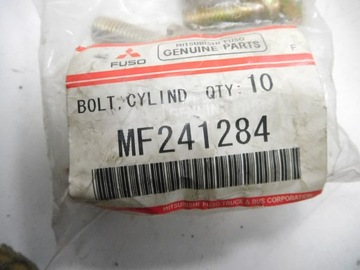 FUSO
MITSUBISHI FUSO
GENUINE PARTS
F
BOLT,CYLIND QTY: 10
MF241284
MITSUBISHI FUSO TRUCK & BUS CORPORATION